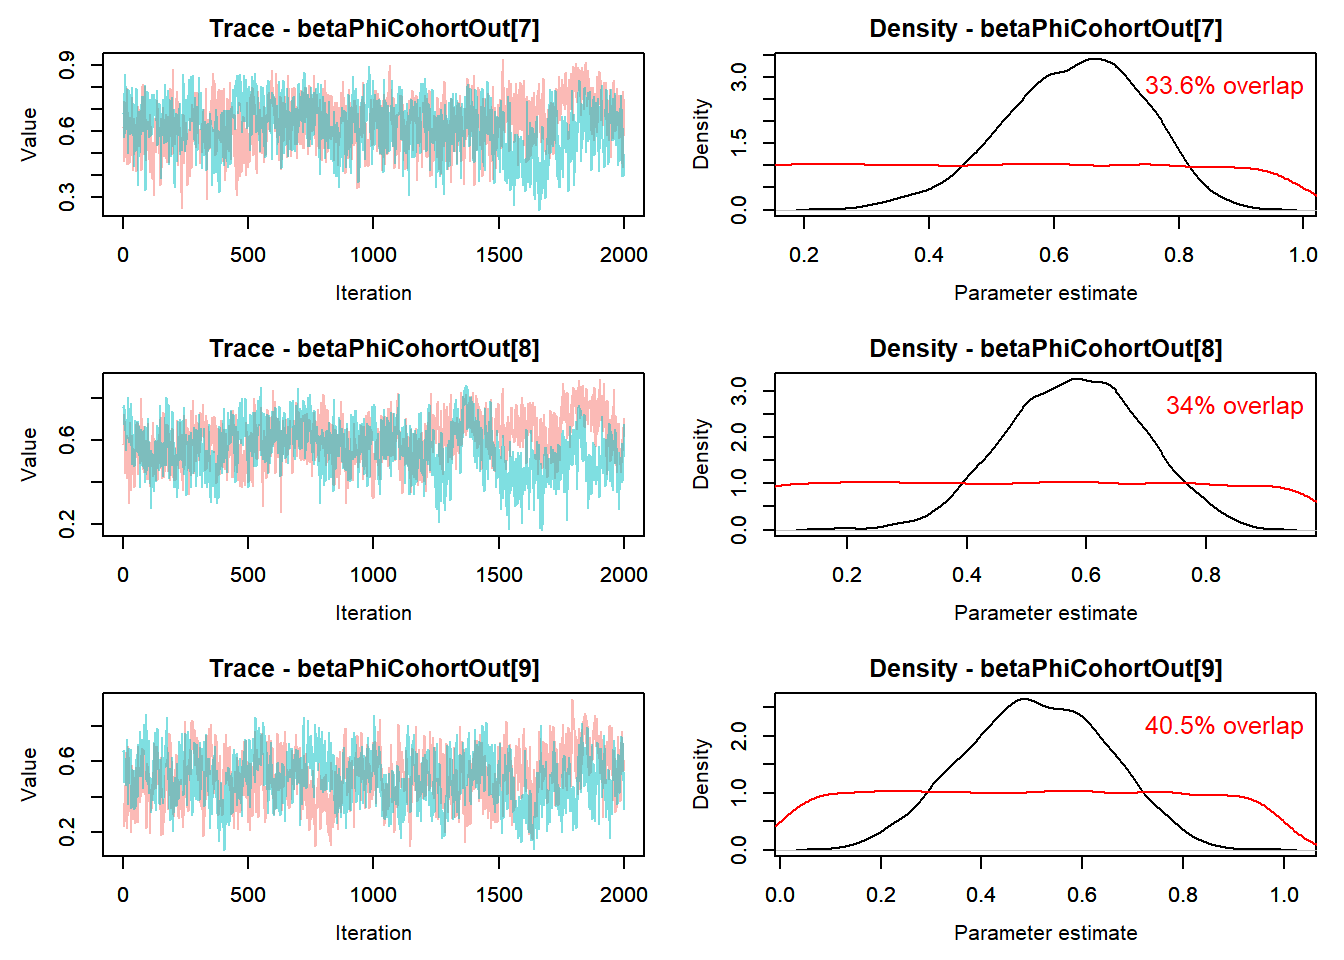 Trace - betaPhiCohortOut[7]
Value
0.3 0.6 0.9
0 500 1000 1500 2000
Iteration
Density - betaPhiCohortOut[7]
Density
0.0 1.5 3.0
33.6% overlap
0.2 0.4 0.6 0.8 1.0
Parameter estimate
Trace - betaPhiCohortOut[8]
Value
0.2 0.6
0 500 1000 1500 2000
Iteration
Density - betaPhiCohortOut[8]
Density
0.0 1.0 2.0 3.0
34% overlap
0.2 0.4 0.6 0.8
Parameter estimate
Trace - betaPhiCohortOut[9]
Value
0.2 0.6
0 500 1000 1500 2000
Iteration
Density - betaPhiCohortOut[9]
Density
0.0 1.0 2.0
40.5% overlap
0.0 0.2 0.4 0.6 0.8 1.0
Parameter estimate